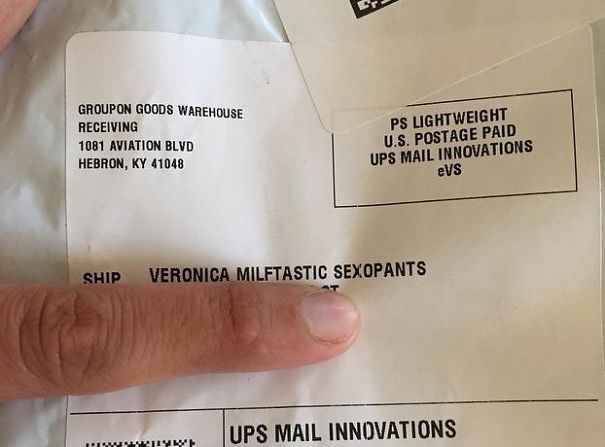 GROUPON GOODS WAREHOUSE
RECEIVING
1081 AVIATION BLVD
HEBRON, KY 41048
PS LIGHTWEIGHT
U.S. POSTAGE PAID
UPS MAIL INNOVATIONS
eVS
SHIP VERONICA MILFTASTIC SEXOPANTS
UPS MAIL INNOVATIONS